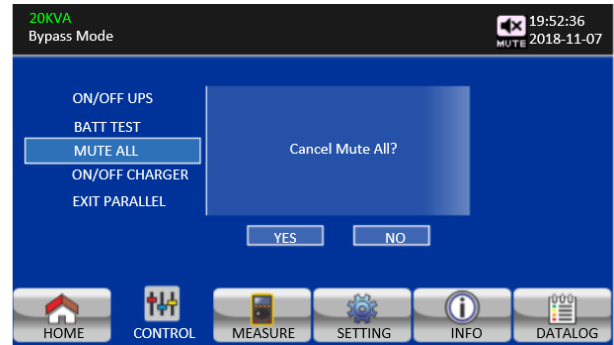 20KVA
Bypass Mode
19:52:36
MUTE 2018-11-07
ON/OFF UPS
BATT TEST
MUTE ALL
ON/OFF CHARGER
EXIT PARALLEL
Cancel Mute All?
YES NO
HOME CONTROL MEASURE SETTING INFO DATALOG